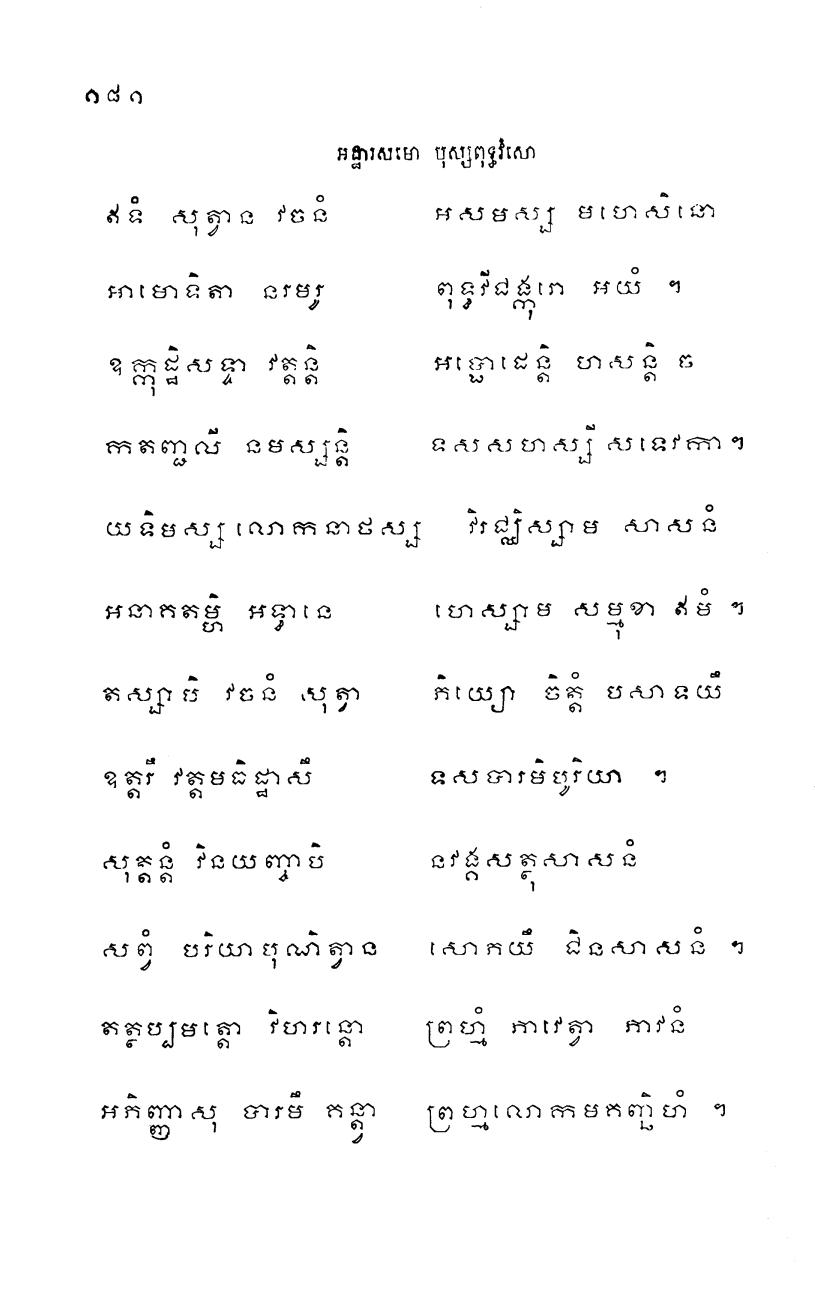 ១៨១
អដ្ឋារសមោ បុស្សពុទ្ធវំសោ
ឥទំ សុត្វាន វចនំ អសមស្ស មហេសិនោ
អាមោទិតា នរមរូ ពុទ្ធវីជង្កុរោ អយំ ៗ
ឧក្កុដ្ឋិសទ្ទា វត្តន្តិ អប្ផោដេន្តិ ហសន្តិ ច
កតញ្ជលី នមស្សន្តិ ទសសហស្សី សទេវកា ៗ
យទិមស្ស លោកនាថស្ស វិរជ្ឈិស្សាម សាសនំ
អនាគតម្ហិ អទ្ធានេ ហេស្សាម សម្មុខា ឥមំ ៗ
តស្សាបិ វចនំ សុត្វា ភិយ្យោ ចិត្តំ បសាទយឹ
ឧត្តរឹ វត្តមធិដ្ឋាសឹ ទសបារមិបូរិយា ៗ
សុត្តន្តំ វិនយញ្ចាបិ នវង្គសត្ថុសាសនំ
សព្វំ បរិយាបុណិត្វាន សោភយឹ ជិនសាសនំ ៗ
តត្ថប្បមត្តោ វិហរន្តោ ព្រហ្មំ ភាវេត្វា ភាវនំ
អភិញ្ញាសុ បារមឹ គន្ត្វា ព្រហ្មលោកមគញ្ឆិហំ ៗ